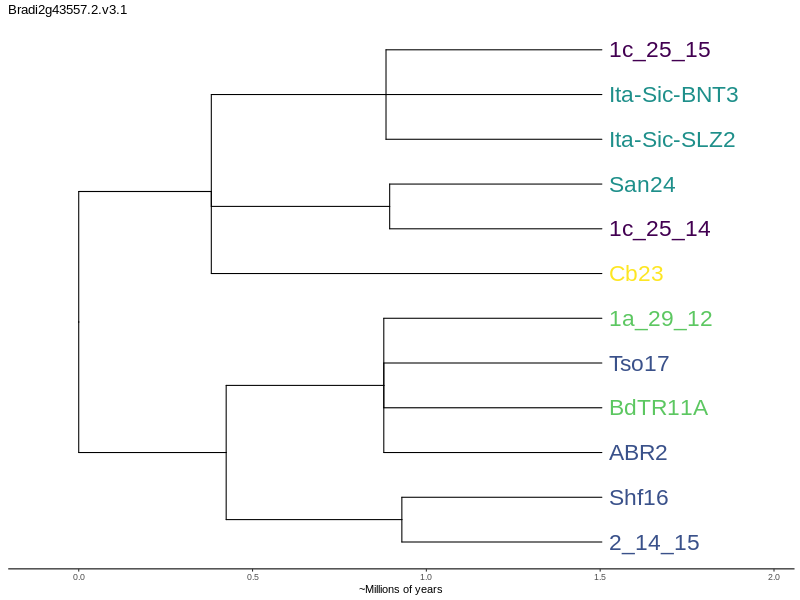 Bradi2g43557.2.v3.1
1c_25_15
Ita-Sic-BNT3
Ita-Sic-SLZ2
San24
1c_25_14
Cb23
1a_29_12
Tso17
BdTR11A
ABR2
Shf16
2_14_15
0.0 0.5 1.0 1.5 2.0
~Millions of years